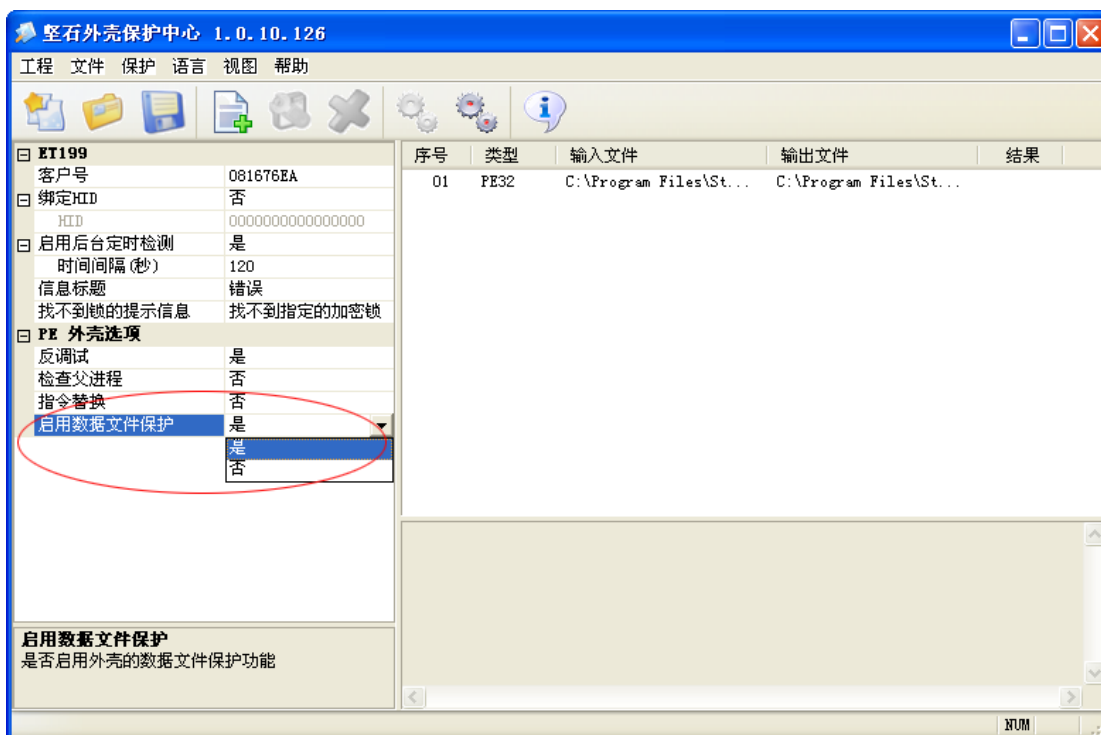 坚石外壳保护中心 1.0.10.126
工程 文件 保护 语言 视图 帮助
ET199
客户号 081676EA
绑定HID 否
HID 0000000000000000
启用后台定时检测 是
时间间隔(秒) 120
信息标题 错误
找不到锁的提示信息 找不到指定的加密锁
PE 外壳选项
反调试 是
检查父进程 否
指令替换 否
启用数据文件保护 是
是
否
启用数据文件保护
是否启用外壳的数据文件保护功能
序号 类型 输入文件 输出文件 结果
01 PE32 C:\Program Files\St... C:\Program Files\St...
NUM